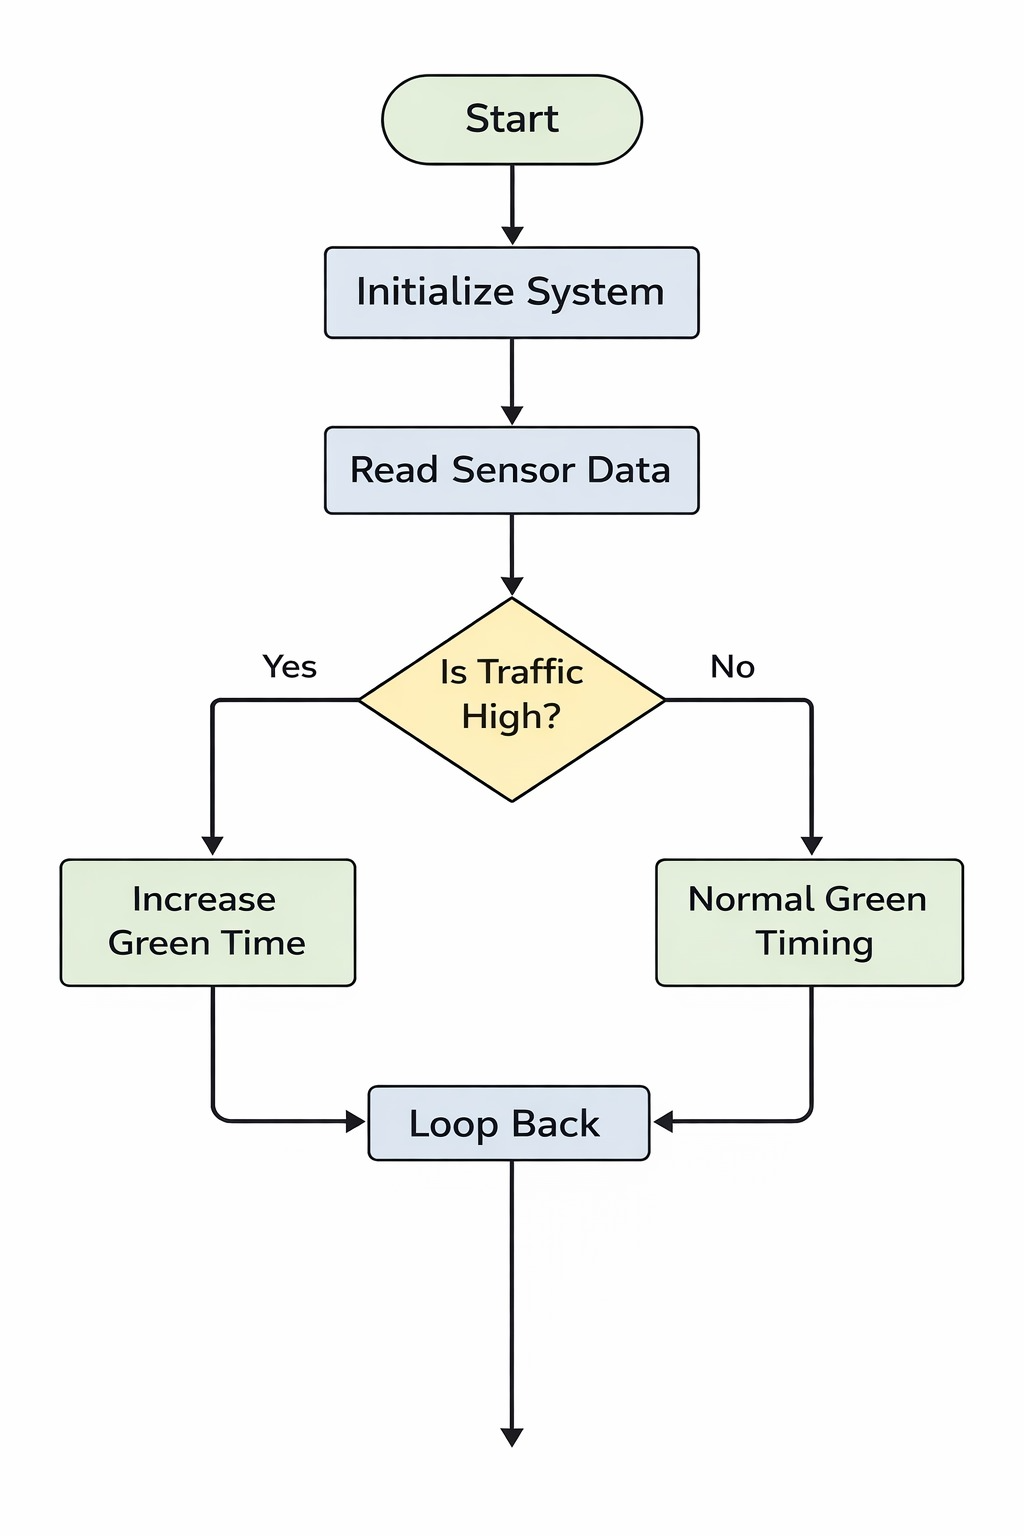 Start
Initialize System
Read Sensor Data
Is Traffic
High?
Yes
No
Increase
Green Time
Normal Green
Timing
Loop Back